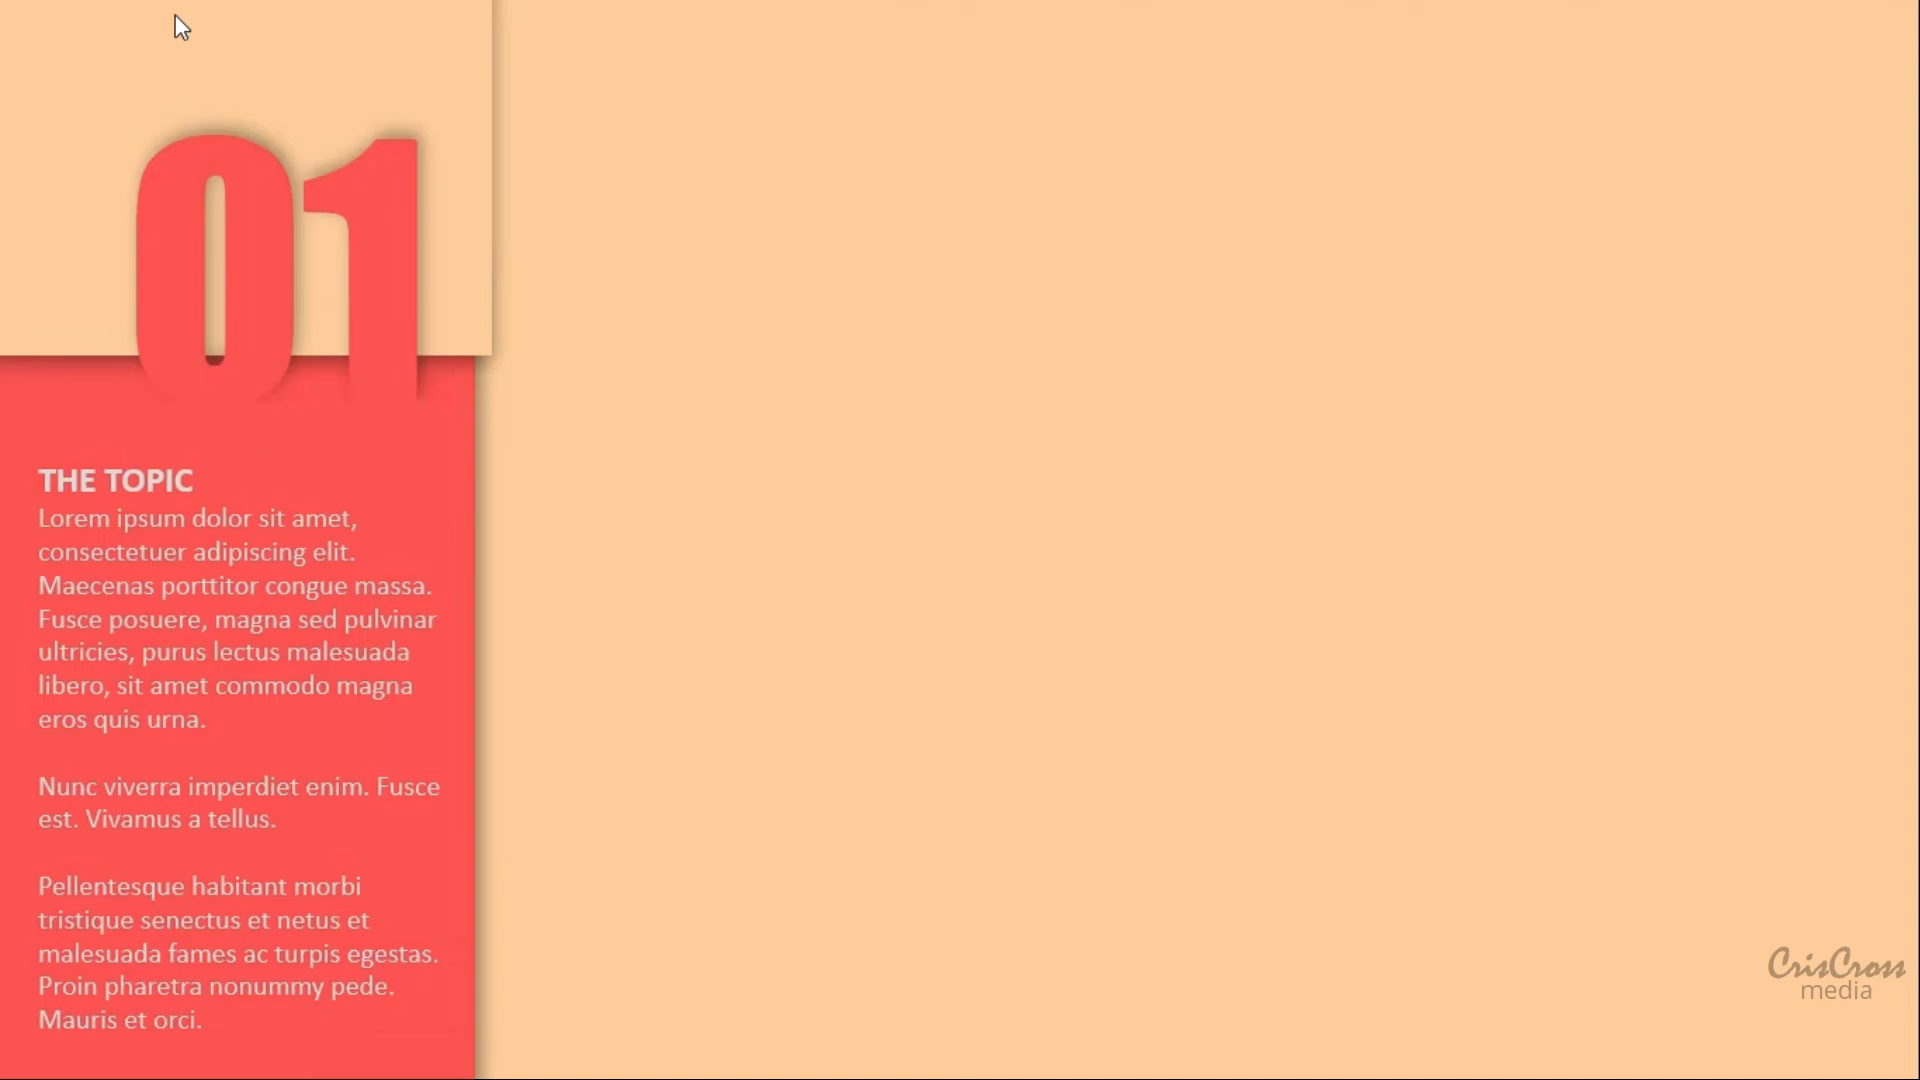 01
THE TOPIC
Lorem ipsum dolor sit amet,
consectetuer adipiscing elit.
Maecenas porttitor congue massa.
Fusce posuere, magna sed pulvinar
ultricies, purus lectus malesuada
libero, sit amet commodo magna
eros quis urna.
Nunc viverra imperdiet enim. Fusce
est. Vivamus a tellus.
Pellentesque habitant morbi
tristique senectus et netus et
malesuada fames ac turpis egestas.
Proin pharetra nonummy pede.
Mauris et orci.
CrisCross
media